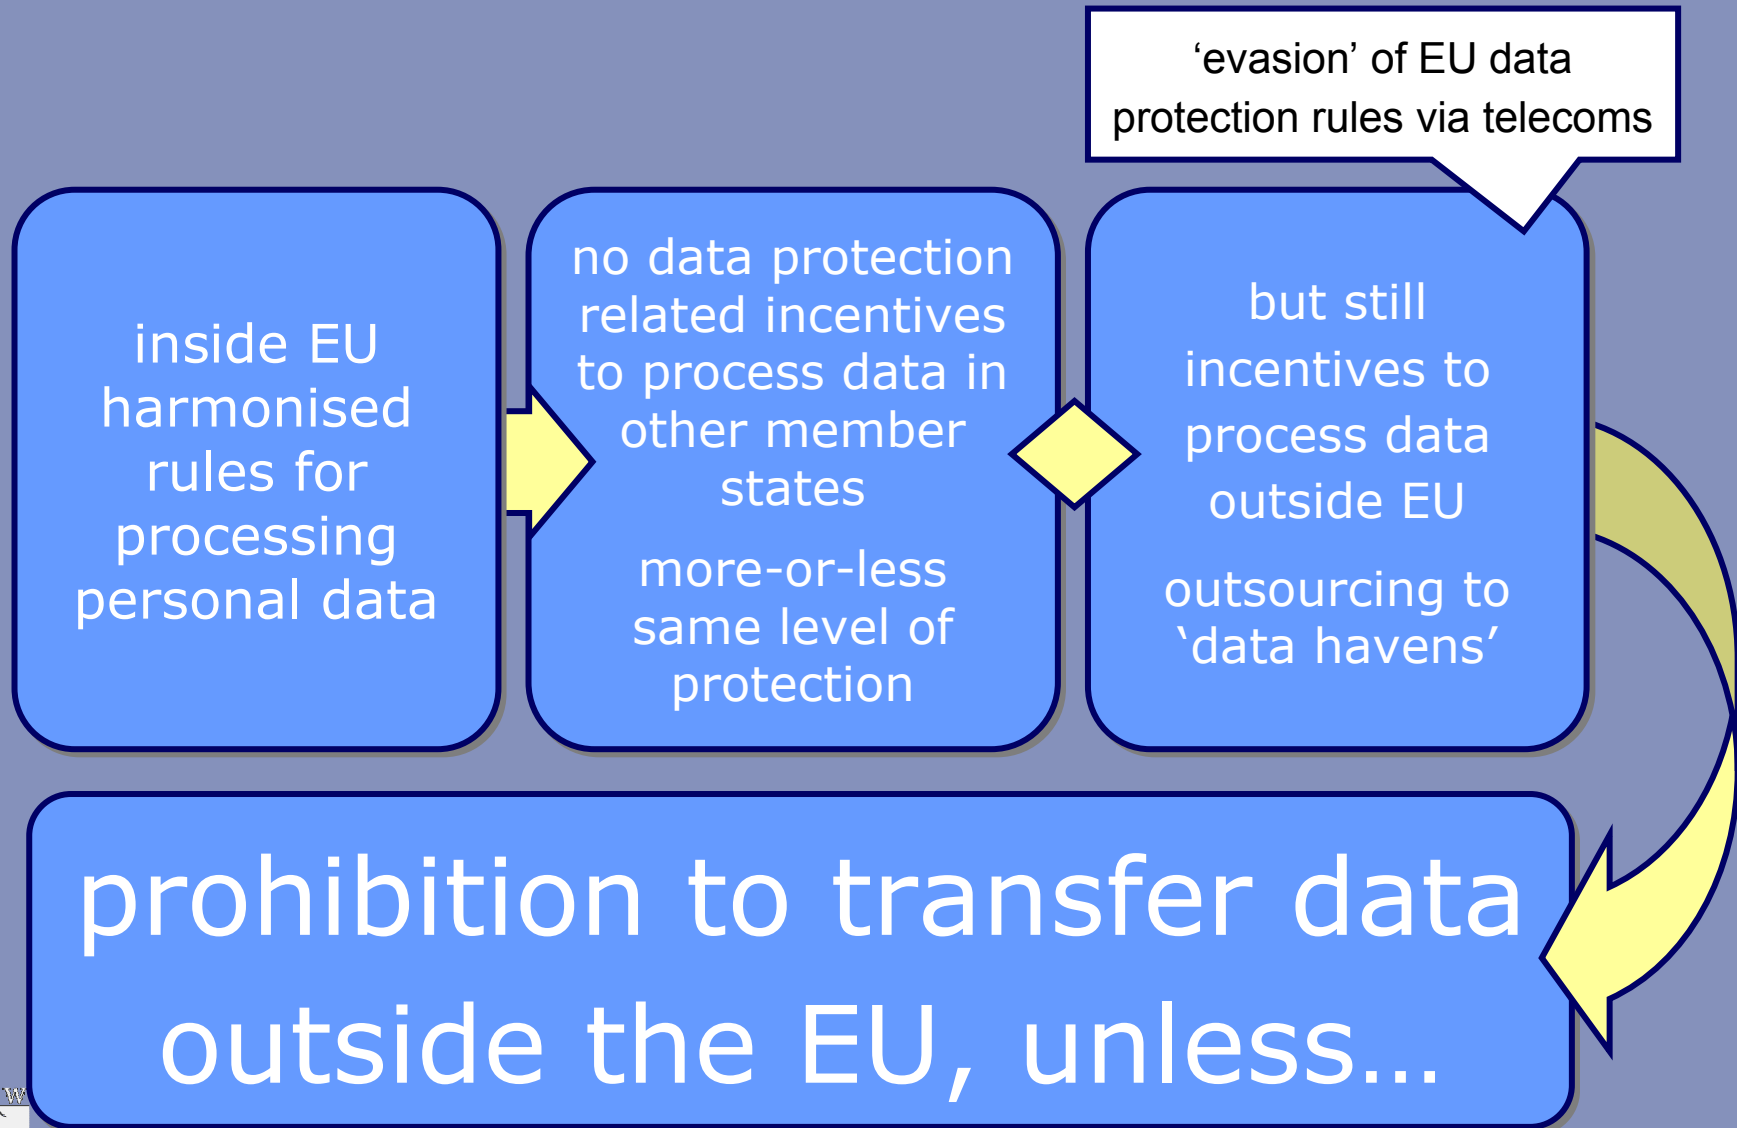 ‘evasion’ of EU data
protection rules via telecoms
inside EU
harmonised
rules for
processing
personal data
no data protection
related incentives
to process data in
other member
states
more-or-less
same level of
protection
but still
incentives to
process data
outside EU
outsourcing to
‘data havens’
prohibition to transfer data
outside the EU, unless…
w